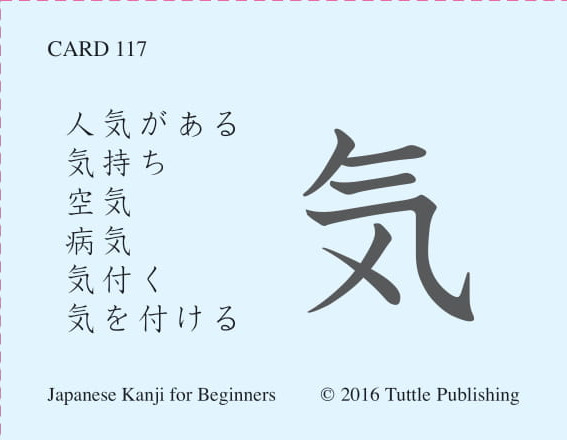 CARD 117
人気がある
気持ち
空気
病気
気付く
気を付ける
気
Japanese Kanji for Beginners
© 2016 Tuttle Publishing